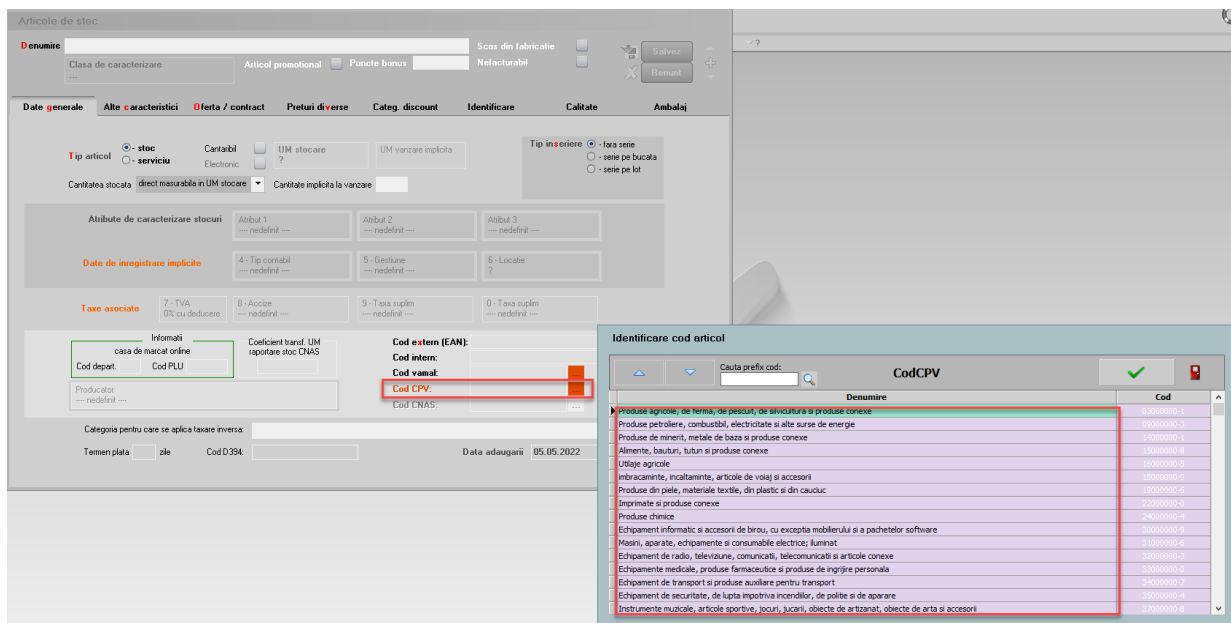 Articole de stoc
Denumire
Scos din fabricatie
Salvez
Clasa de caracterizare
----
Articol promotional
Puncte bonus
Nefacturabil
Renunt
?
Date generale
Alte caracteristici
Oferta / contract
Preturi diverse
Categ. discount
Identificare
Calitate
Ambalaj
Tip articol
- stoc
- serviciu
Cantaribil
Electronic
UM stocare
?
UM vanzare implicita
Tip inseriere
- fara serie
- serie pe bucata
- serie pe lot
Cantitatea stocata
direct masurabila in UM stocare
Cantitate implicita la vanzare
Atribute de caracterizare stocuri
Atribut 1
---- nedefinit ----
Atribut 2
---- nedefinit ----
Atribut 3
---- nedefinit ----
Date de inregistrare implicite
4 - Tip contabil
---- nedefinit ----
5 - Gestiune
---- nedefinit ----
6 - Locatie
?
Taxe asociate
7 - TVA
0% cu deducere
8 - Accize
---- nedefinit ----
9 - Taxa suplim
---- nedefinit ----
0 - Taxa suplim
---- nedefinit ----
Informatii
casa de marcat online
Cod depart.
Cod PLU
Coeficient transf. UM
raportare stoc CNAS
Producator
---- nedefinit ----
Cod extern (EAN):
Cod intern:
Cod vamal:
...
Cod CPV:
...
Cod CNAS:
...
Categoria pentru care se aplica taxare inversa:
Termen plata
zile
Cod D394:
Data adaugarii
05.05.2022
Identificare cod articol
Cauta prefix cod:
CodCPV
Denumire
Cod
Produse agricole, de ferma, de pescuit, de silvicultura si produse conexe
03000000-1
Produse petroliere, combustibil, electricitate si alte surse de energie
09000000-3
Produse de minerit, metale de baza si produse conexe
14000000-1
Alimente, bauturi, tutun si produse conexe
15000000-8
Utilaje agricole
16000000-5
imbracaminte, incaltaminte, articole de voiaj si accesorii
18000000-9
Produse din piele, materiale textile, din plastic si din cauciuc
19000000-6
Imprimate si produse conexe
22000000-0
Produse chimice
24000000-4
Echipament informatic si accesorii de birou, cu exceptia mobilierului si a pachetelor software
30000000-9
Masini, aparate, echipamente si consumabile electrice; iluminat
31000000-6
Echipament de radio, televiziune, comunicatii, telecomunicatii si articole conexe
32000000-3
Echipamente medicale, produse farmaceutice si produse de ingrijire personala
33000000-0
Echipament de transport si produse auxiliare pentru transport
34000000-7
Echipament de securitate, de lupta impotriva incendiilor, de politie si de aparare
35000000-4
Instrumente muzicale, articole sportive, jocuri, jucarii, obiecte de artizanat, obiecte de arta si accesorii
37000000-8